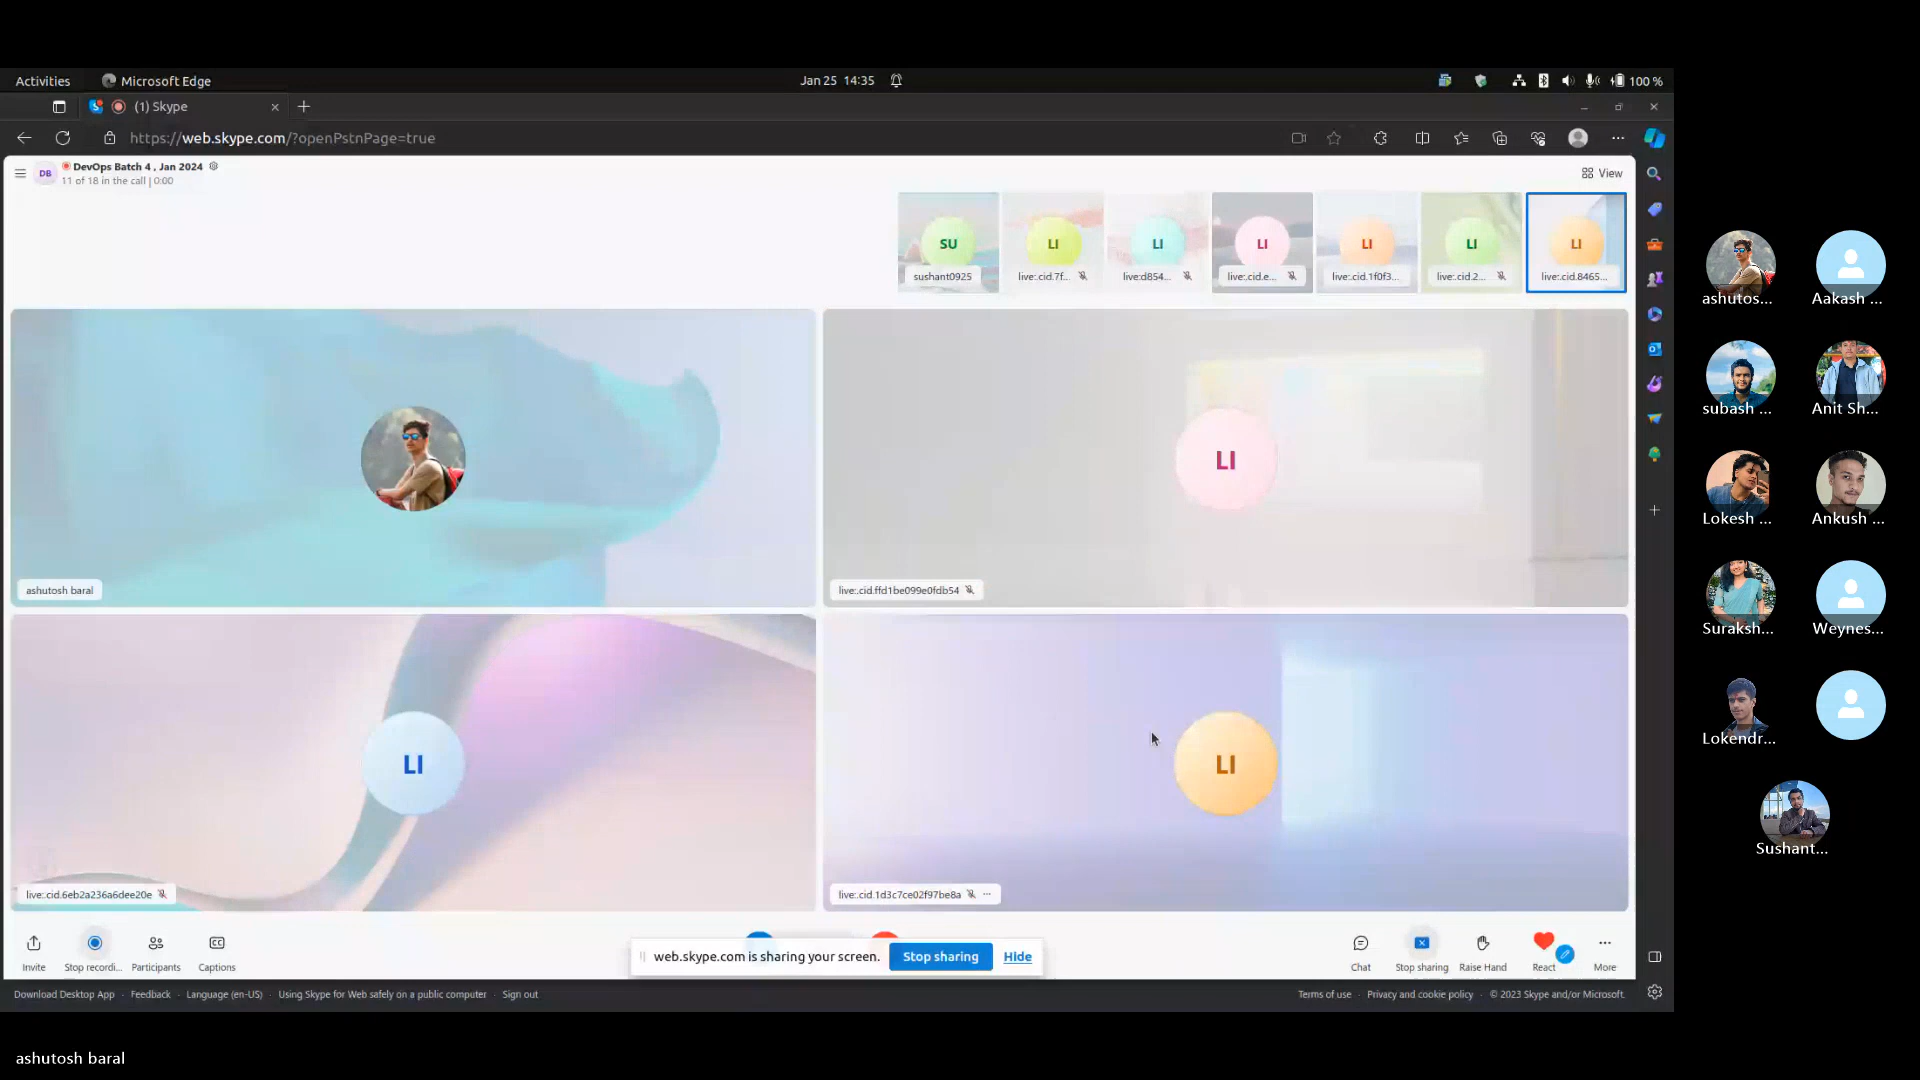 Activities
Microsoft Edge
Jan 25 14:35
100 %
(1) Skype
https://web.skype.com/?openPstnPage=true
DB
DevOps Batch 4 , Jan 2024
11 of 18 in the call | 0:00
View
SU
LI
LI
LI
LI
LI
LI
sushant0925
live:.cid.7f...
live:d854...
live:.cid.e...
live:.cid.1f0f3...
live:.cid.2...
live:.cid.8465...
LI
ashutosh baral
live:.cid.ffd1be099e0fdb54
LI
LI
live:.cid.6eb2a236a6dee20e
live:.cid.1d3c7ce02f97be8a
Invite
Stop recordi...
Participants
CC
Captions
web.skype.com is sharing your screen.
Stop sharing
Hide
Chat
Stop sharing
Raise Hand
React
More
Download Desktop App
Feedback
Language (en-US)
Using Skype for Web safely on a public computer
Sign out
Terms of use
Privacy and cookie policy
© 2023 Skype and/or Microsoft.
ashutos...
Aakash ...
subash ...
Anit Sh...
Lokesh ...
Ankush ...
Suraksh...
Weynes...
Lokendr...
Sushant...
ashutosh baral